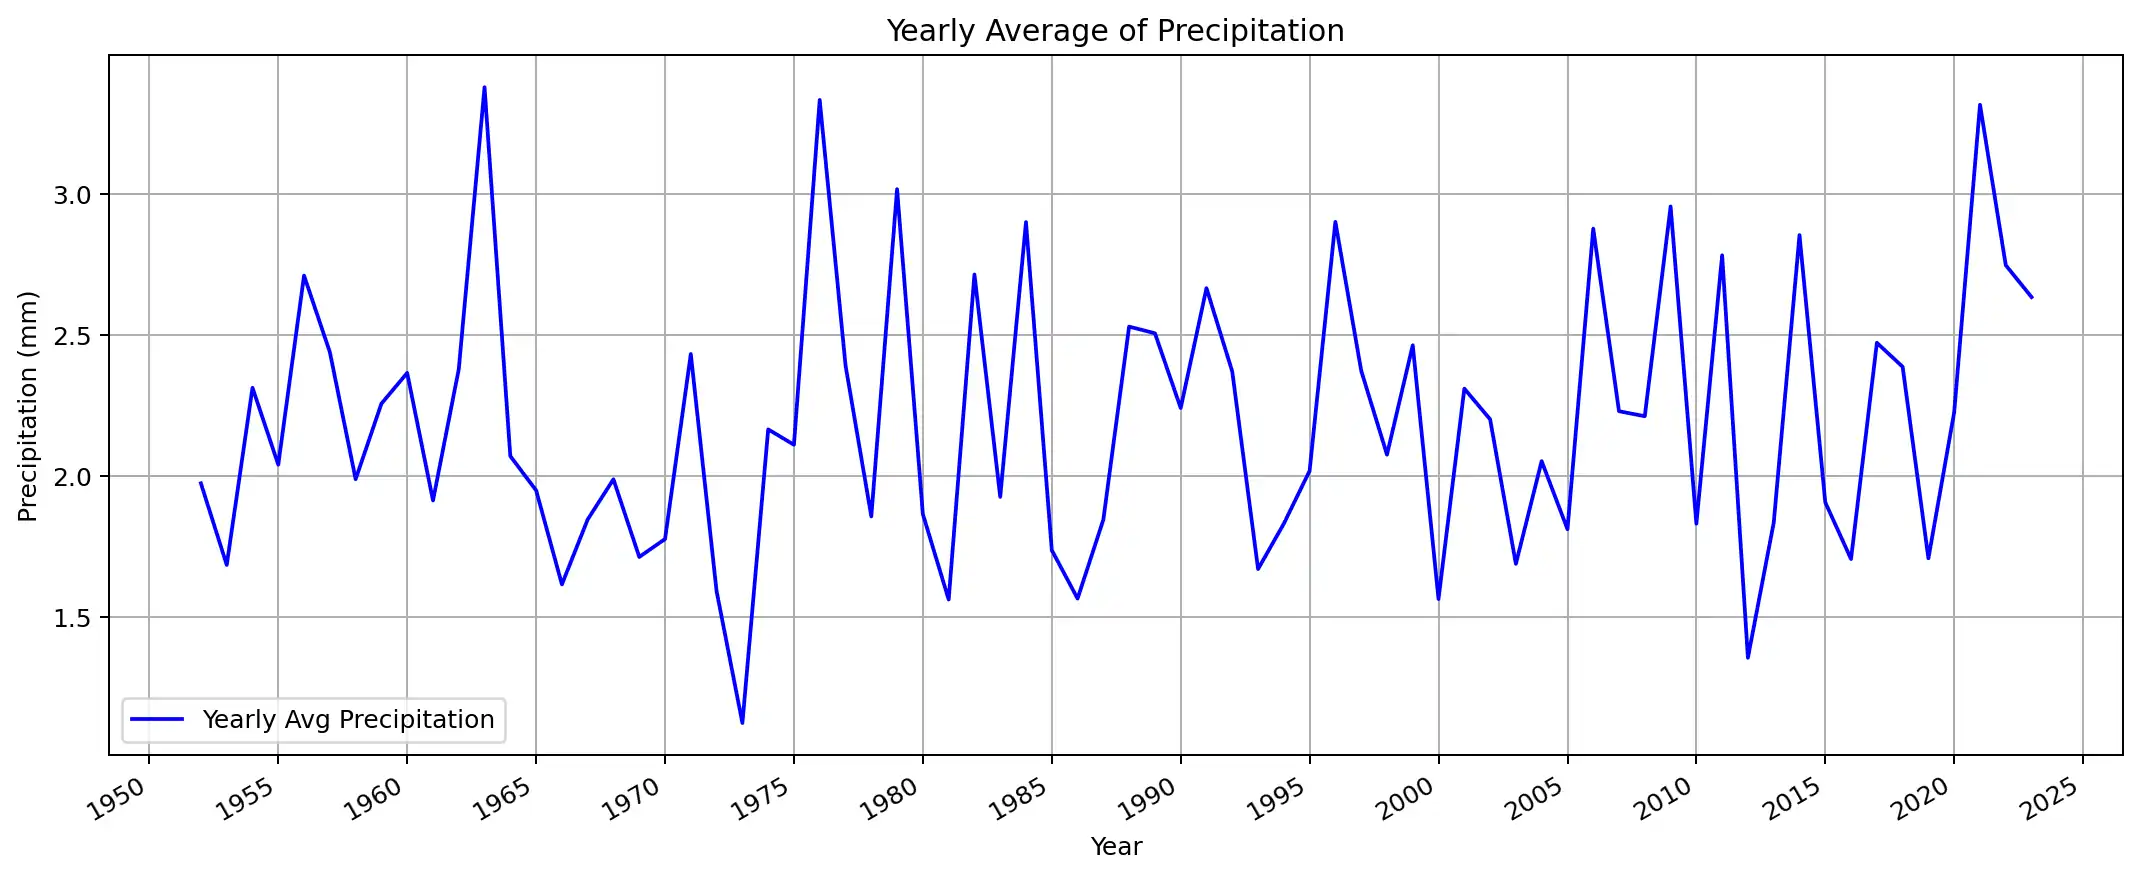 Yearly Average of Precipitation
Precipitation (mm)
3.0
2.5
2.0
1.5
Yearly Avg Precipitation
1950 1955 1960 1965 1970 1975 1980 1985 1990 1995 2000 2005 2010 2015 2020 2025
Year